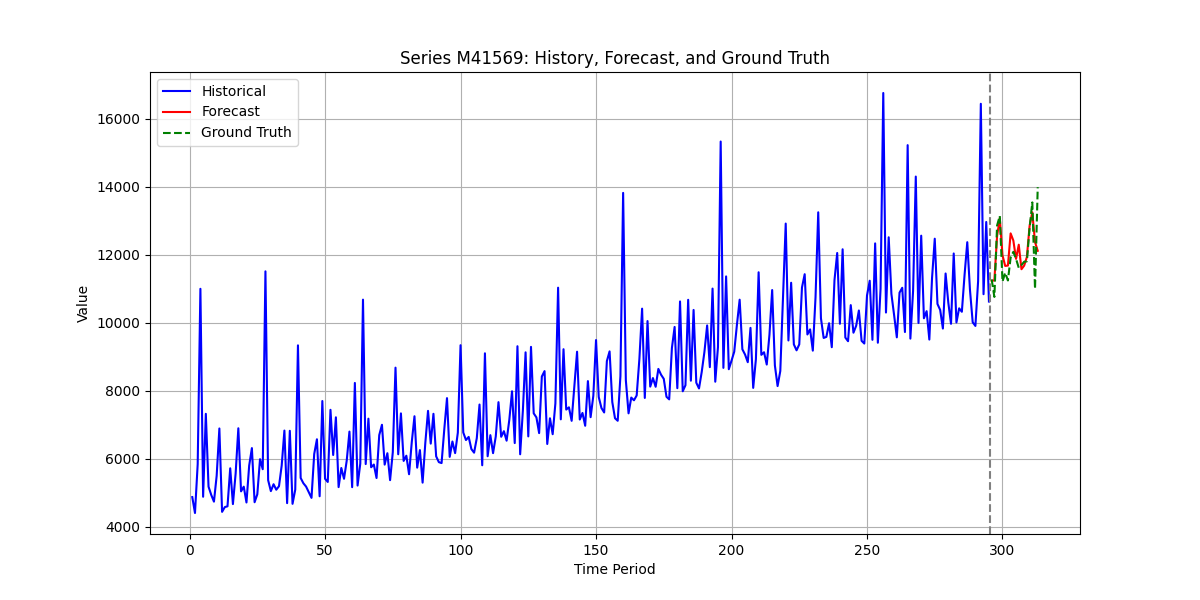 Series M41569: History, Forecast, and Ground Truth
Historical
Forecast
Ground Truth
16000
14000
12000
10000
8000
6000
4000
Value
0
50
100
150
200
250
300
Time Period